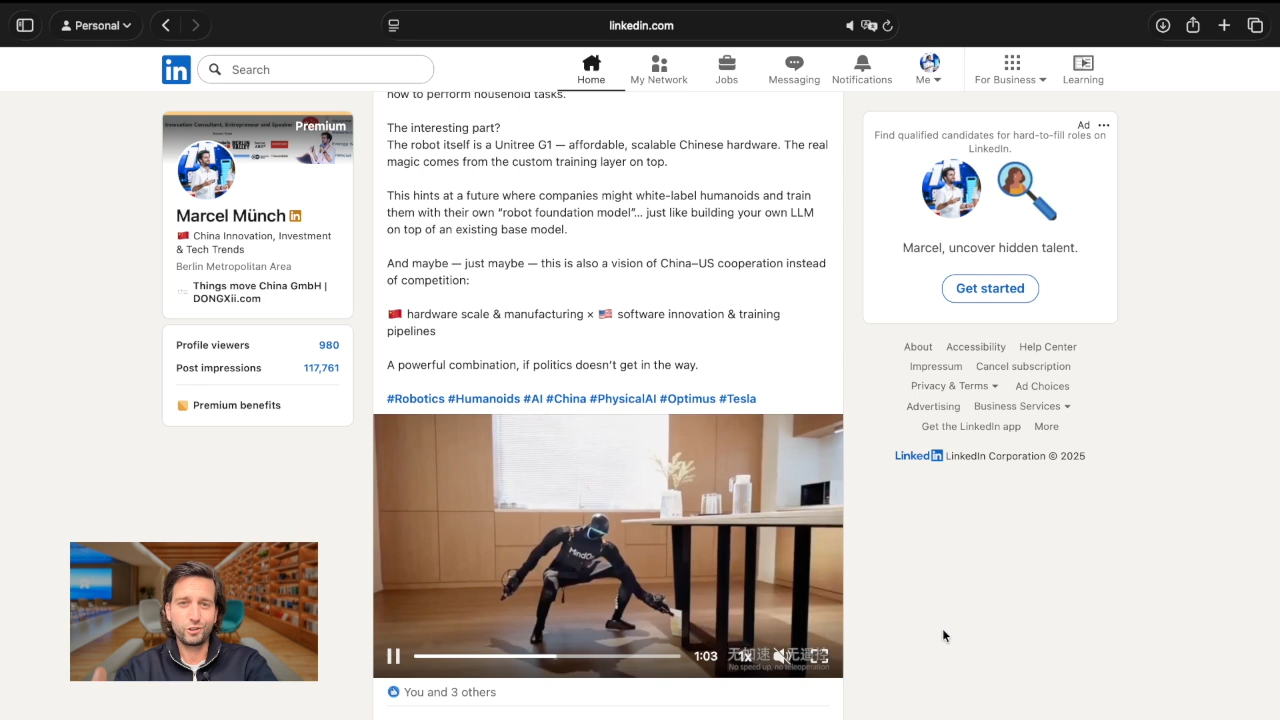 Personal
linkedin.com
in
Search
Home
My Network
Jobs
Messaging
Notifications
Me
For Business
Learning
Innovation Consultant, Entrepreneur and Speaker
Premium
Marcel Münch in
🇨🇳 China Innovation, Investment
& Tech Trends
Berlin Metropolitan Area
Things move China GmbH |
DONGXii.com
Profile viewers 980
Post impressions 117,761
Premium benefits
how to perform household tasks.
The interesting part?
The robot itself is a Unitree G1 — affordable, scalable Chinese hardware. The real
magic comes from the custom training layer on top.
This hints at a future where companies might white-label humanoids and train
them with their own “robot foundation model”… just like building your own LLM
on top of an existing base model.
And maybe — just maybe — this is also a vision of China–US cooperation instead
of competition:
🇨🇳 hardware scale & manufacturing × 🇺🇸 software innovation & training
pipelines
A powerful combination, if politics doesn’t get in the way.
#Robotics #Humanoids #AI #China #PhysicalAI #Optimus #Tesla
1:03
1x
No speed up, no teleoperation
You and 3 others
Ad
Find qualified candidates for hard-to-fill roles on
LinkedIn.
Marcel, uncover hidden talent.
Get started
About Accessibility Help Center
Impressum Cancel subscription
Privacy & Terms Ad Choices
Advertising Business Services
Get the LinkedIn app More
LinkedIn LinkedIn Corporation © 2025